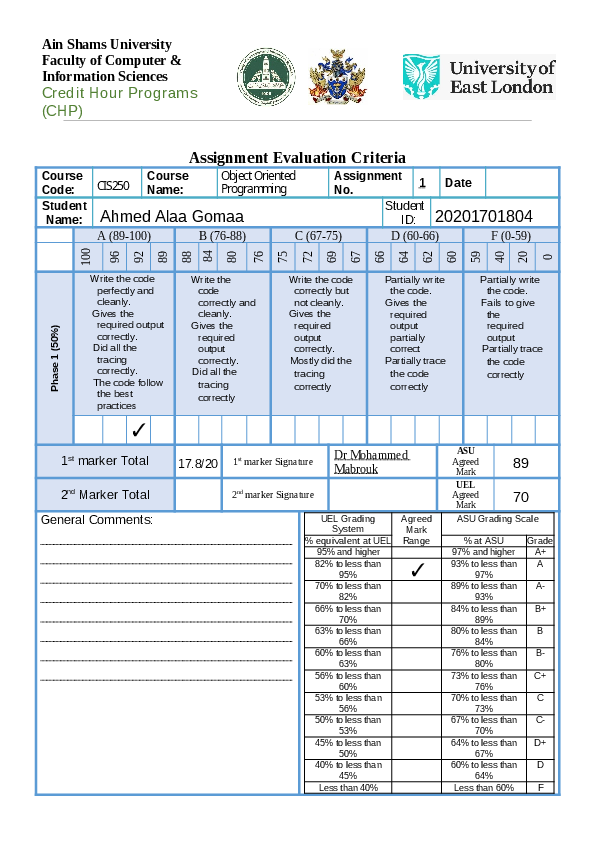 Ain Shams University
Faculty of Computer &
Information Sciences
Credit Hour Programs
(CHP)
University of
East London
Assignment Evaluation Criteria
Course Code: CIS250 Course Name: Object Oriented Programming Assignment No. 1 Date
Student Name: Ahmed Alaa Gomaa Student ID: 20201701804
A (89-100) B (76-88) C (67-75) D (60-66) F (0-59)
100 96 92 89 88 84 80 76 75 72 69 67 66 64 62 60 59 40 20 0
Phase 1 (50%)
Write the code
perfectly and
cleanly.
Gives the
required output
correctly.
Did all the
tracing
correctly.
The code follow
the best
practices
Write the
code
correctly and
cleanly.
Gives the
required
output
correctly.
Did all the
tracing
correctly
Write the code
correctly but
not cleanly.
Gives the
required
output
correctly.
Mostly did the
tracing
correctly
Partially write
the code.
Gives the
required
output
partially
correct
Partially trace
the code
correctly
Partially write
the code.
Fails to give
the
required
output
Partially trace
the code
correctly
✓
1st marker Total 17.8/20 1st marker Signature Dr Mohammed Mabrouk ASU Agreed Mark 89
2nd Marker Total 2nd marker Signature UEL Agreed Mark 70
General Comments:
UEL Grading System Agreed Mark Range ASU Grading Scale
% equivalent at UEL % at ASU Grade
95% and higher 97% and higher A+
82% to less than 95% ✓ 93% to less than 97% A
70% to less than 82% 89% to less than 93% A-
66% to less than 70% 84% to less than 89% B+
63% to less than 66% 80% to less than 84% B
60% to less than 63% 76% to less than 80% B-
56% to less than 60% 73% to less than 76% C+
53% to less than 56% 70% to less than 73% C
50% to less than 53% 67% to less than 70% C-
45% to less than 50% 64% to less than 67% D+
40% to less than 45% 60% to less than 64% D
Less than 40% Less than 60% F